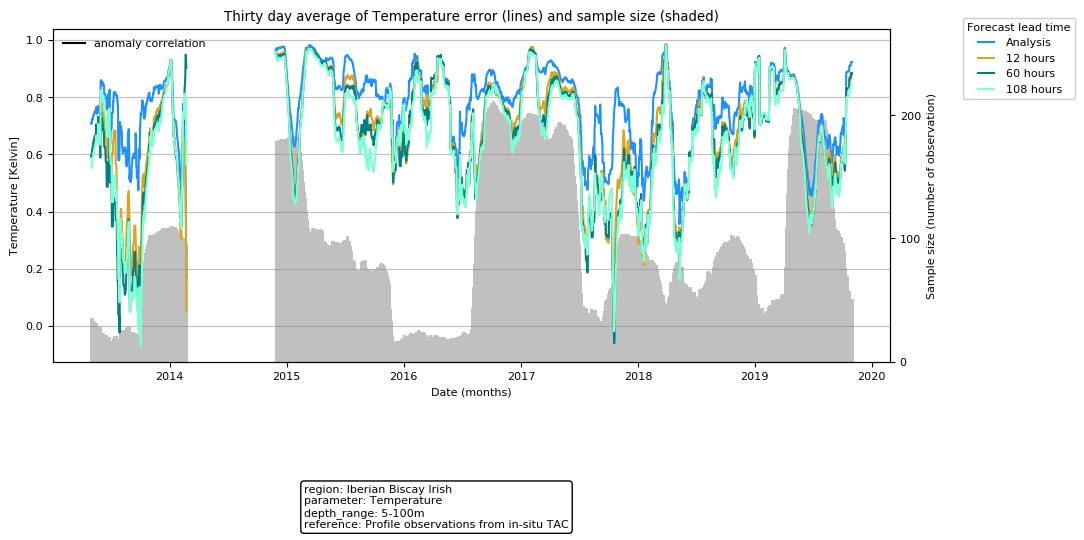 Thirty day average of Temperature error (lines) and sample size (shaded)
anomaly correlation
Forecast lead time
Analysis
12 hours
60 hours
108 hours
Temperature [Kelvin]
1.0
0.8
0.6
0.4
0.2
0.0
Sample size (number of observation)
200
100
0
2014
2015
2016
2017
2018
2019
2020
Date (months)
region: Iberian Biscay Irish
parameter: Temperature
depth_range: 5-100m
reference: Profile observations from in-situ TAC